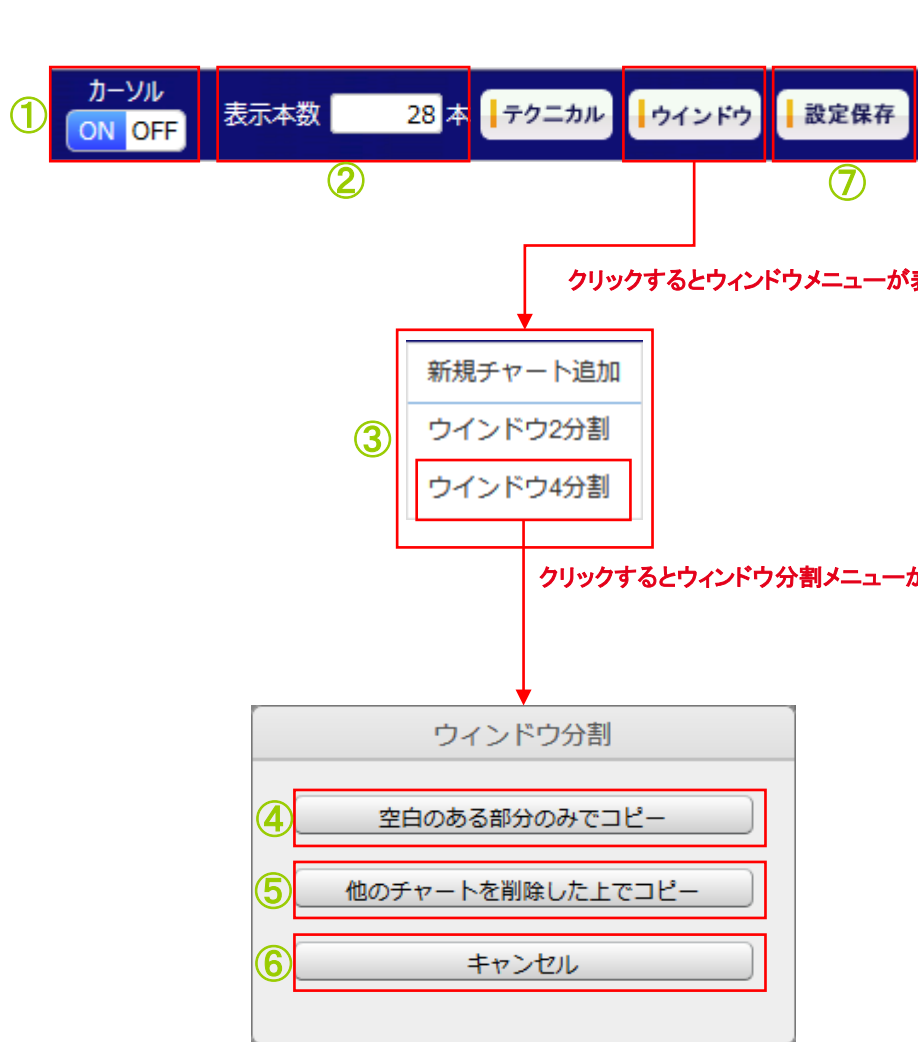 カーソル
① ON OFF 表示本数 28 本 テクニカル ウインドウ 設定保存
② ⑦
クリックするとウィンドウメニューが
新規チャート追加
③ ウインドウ2分割
ウインドウ4分割
クリックするとウィンドウ分割メニュー
ウィンドウ分割
④ 空白のある部分のみでコピー
⑤ 他のチャートを削除した上でコピー
⑥ キャンセル